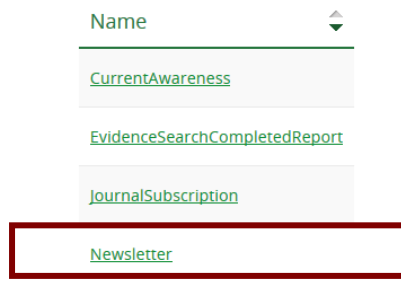 Name
CurrentAwareness
EvidenceSearchCompletedReport
JournalSubscription
Newsletter